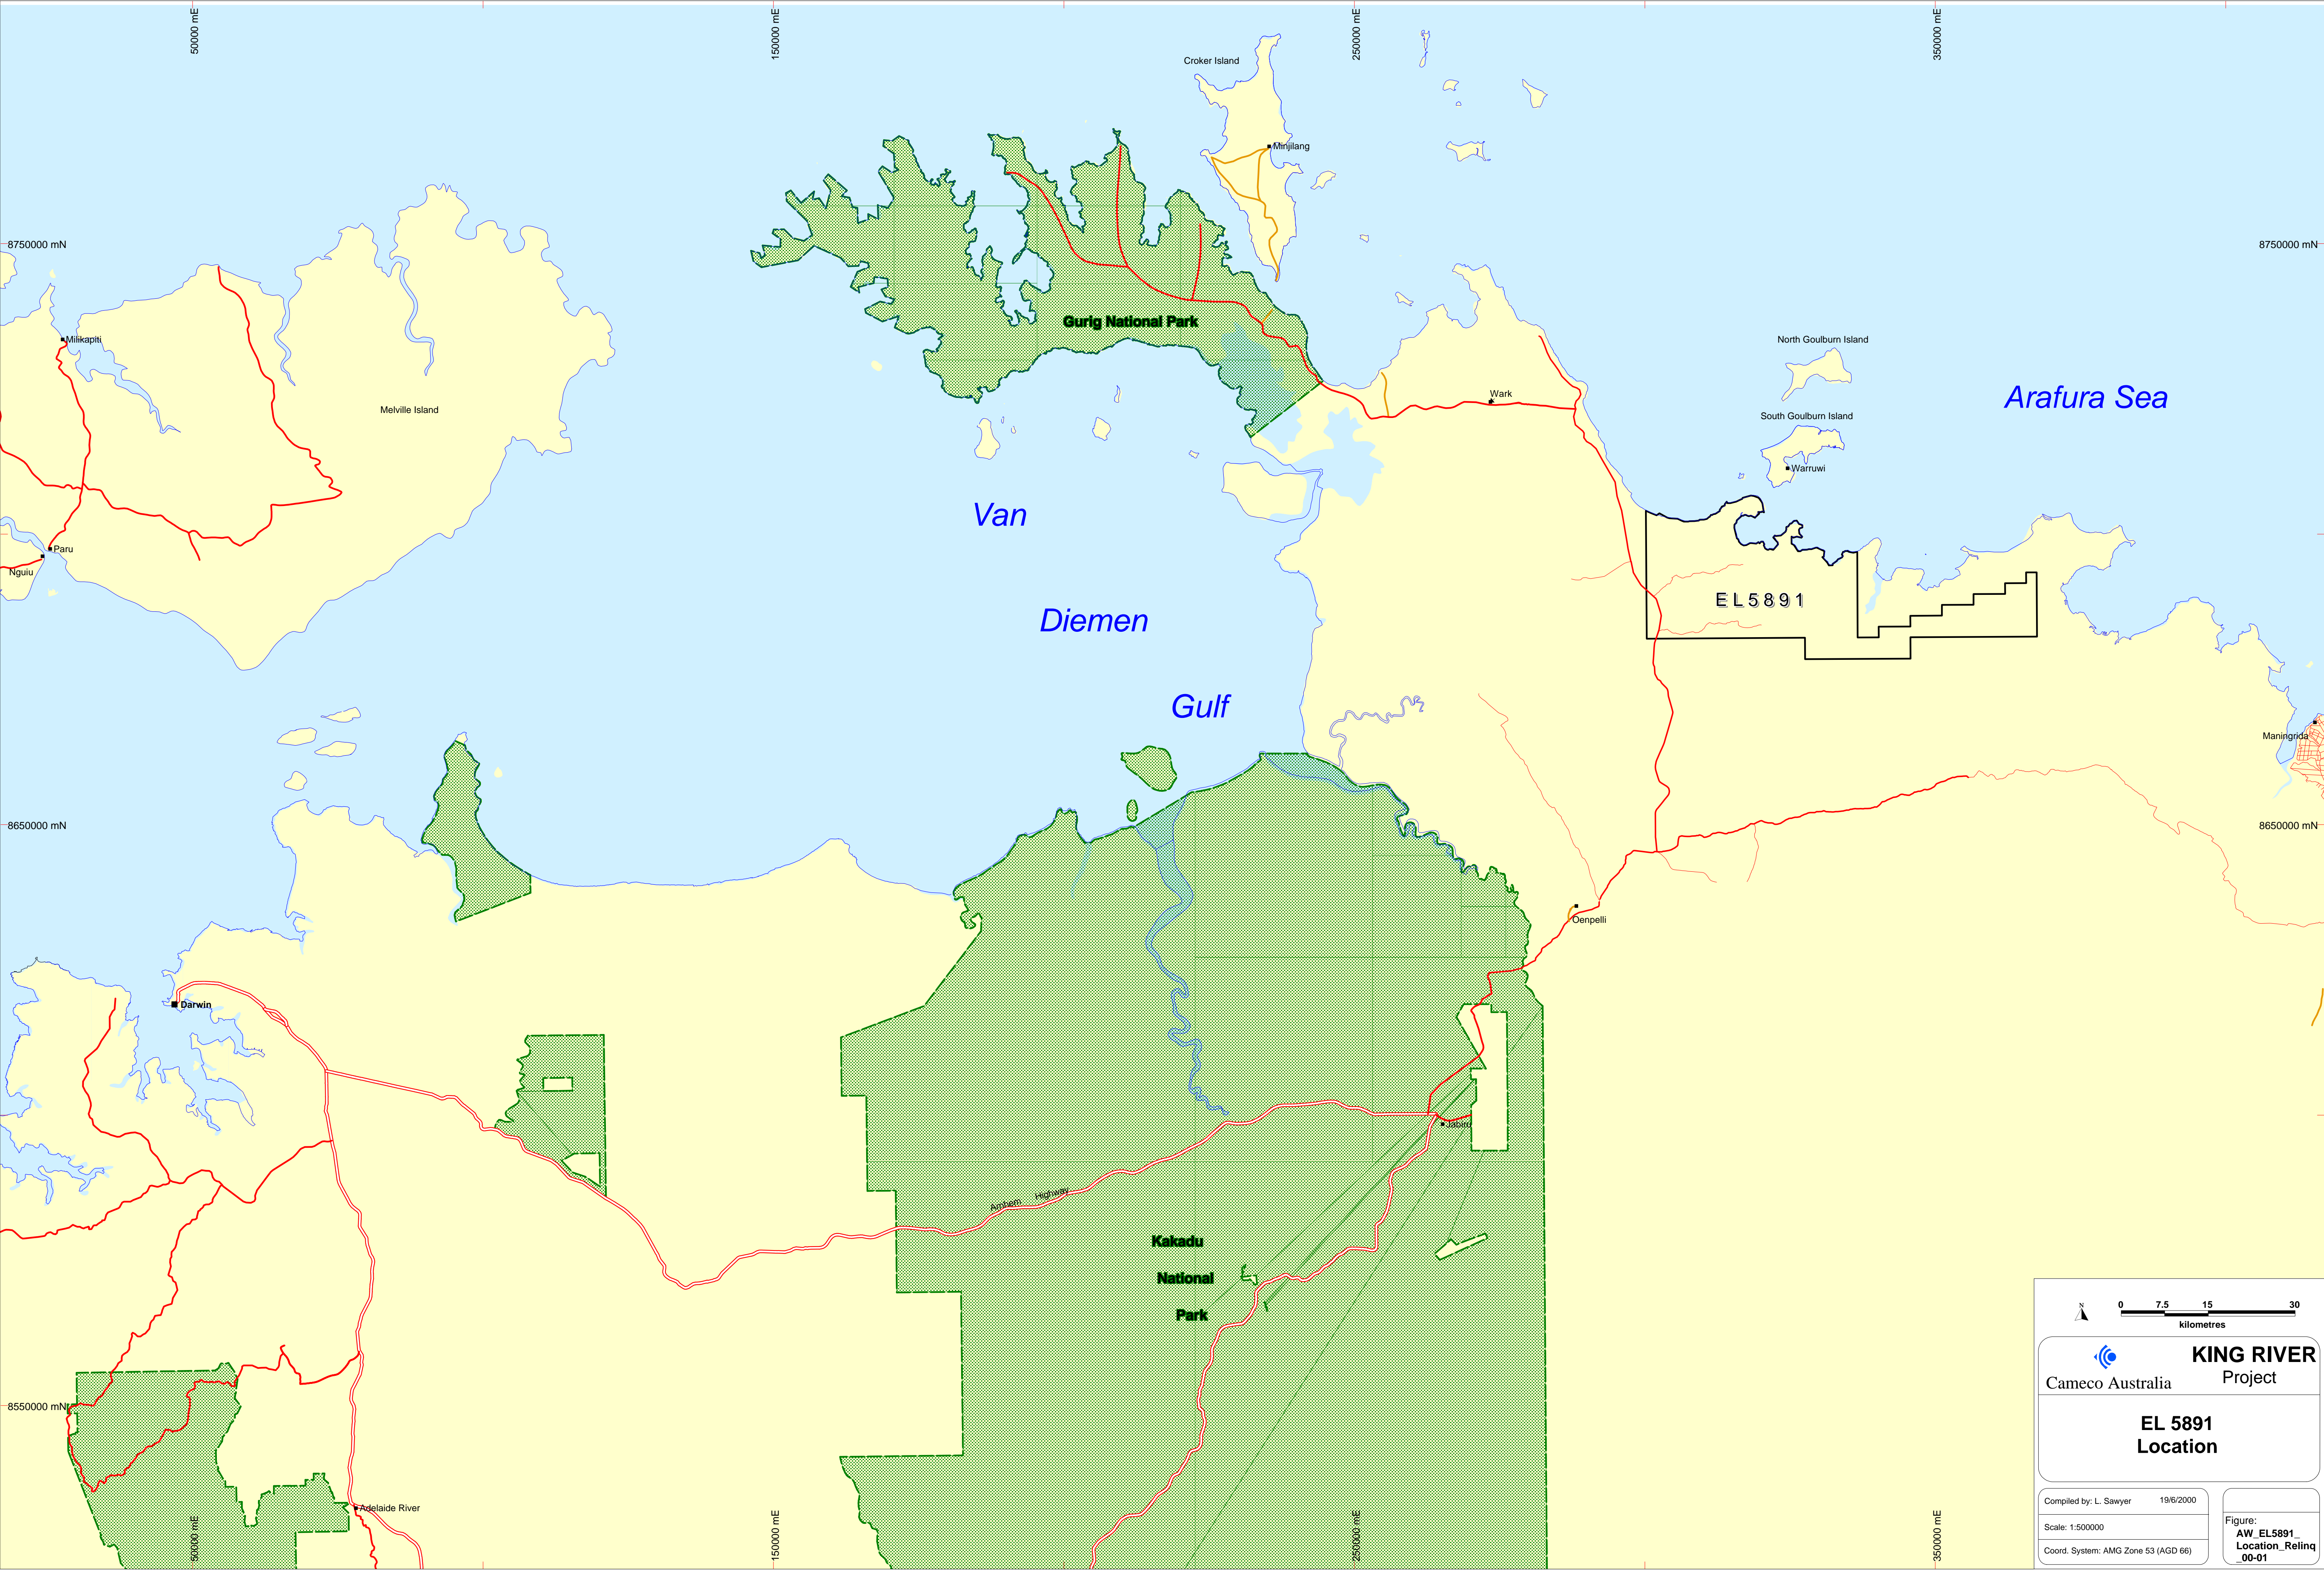 50000 mE
150000 mE
250000 mE
350000 mE
Croker Island
Minjilang
8750000 mN
8750000 mN
Gurig National Park
Milikapiti
North Goulburn Island
Melville Island
Wark
Arafura Sea
South Goulburn Island
Warruwi
Van
Paru
Nguiu
EL5891
Diemen
Gulf
Maningrida
8650000 mN
8650000 mN
Oenpelli
Darwin
Jabiru
Arnhem Highway
Kakadu
National
Park
N
0 7.5 15 30
kilometres
Cameco Australia
KING RIVER
Project
8550000 mN
EL 5891
Location
Adelaide River
Compiled by: L. Sawyer 19/6/2000
Scale: 1:500000
Coord. System: AMG Zone 53 (AGD 66)
Figure:
AW_EL5891_
Location_Relinq
_00-01
50000 mE
150000 mE
250000 mE
350000 mE